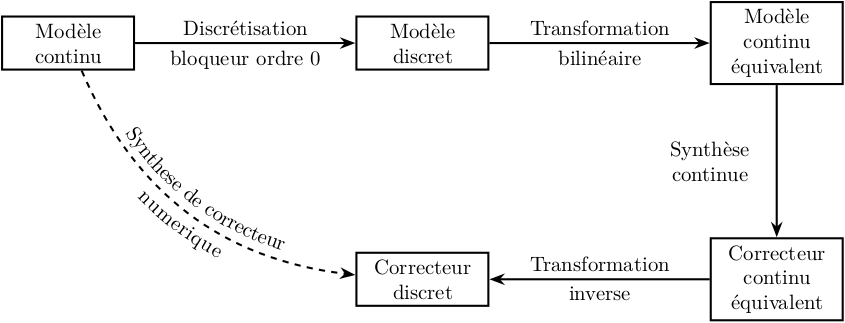 Modèle
continu
Discrétisation
bloqueur ordre 0
Modèle
discret
Transformation
bilinéaire
Modèle
continu
équivalent
Synthèse
continue
Synthese de correcteur
numerique
Correcteur
discret
Transformation
inverse
Correcteur
continu
équivalent